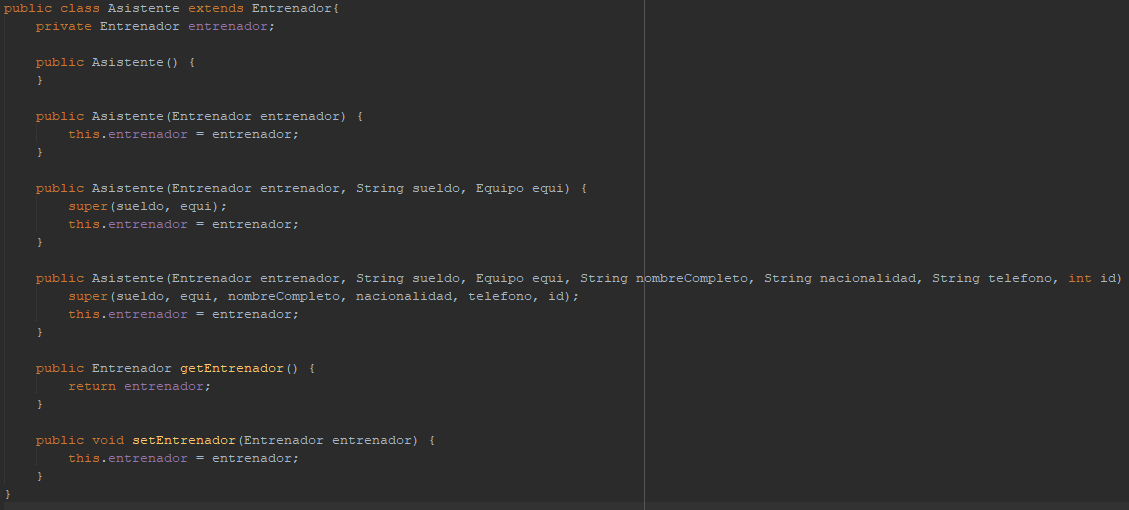 public class Asistente extends Entrenador{
private Entrenador entrenador;
public Asistente() {
}
public Asistente(Entrenador entrenador) {
this.entrenador = entrenador;
}
public Asistente(Entrenador entrenador, String sueldo, Equipo equi) {
super(sueldo, equi);
this.entrenador = entrenador;
}
public Asistente(Entrenador entrenador, String sueldo, Equipo equi, String nombreCompleto, String nacionalidad, String telefono, int id)
super(sueldo, equi, nombreCompleto, nacionalidad, telefono, id);
this.entrenador = entrenador;
}
public Entrenador getEntrenador() {
return entrenador;
}
public void setEntrenador(Entrenador entrenador) {
this.entrenador = entrenador;
}
}